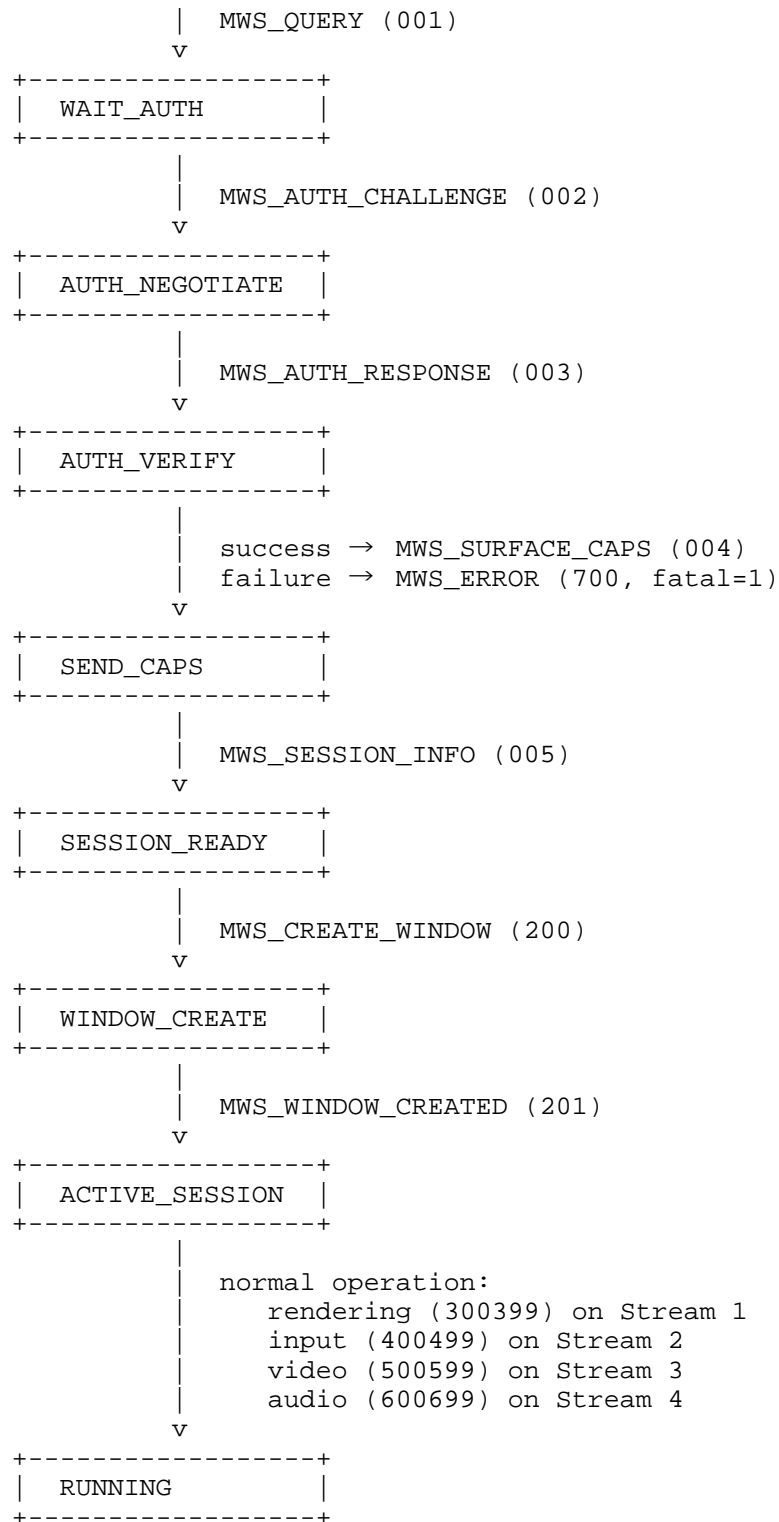 MWS_QUERY (001)
WAIT_AUTH
MWS_AUTH_CHALLENGE (002)
AUTH_NEGOTIATE
MWS_AUTH_RESPONSE (003)
AUTH_VERIFY
success → MWS_SURFACE_CAPS (004)
failure → MWS_ERROR (700, fatal=1)
SEND_CAPS
MWS_SESSION_INFO (005)
SESSION_READY
MWS_CREATE_WINDOW (200)
WINDOW_CREATE
MWS_WINDOW_CREATED (201)
ACTIVE_SESSION
normal operation:
rendering (300399) on Stream 1
input (400499) on Stream 2
video (500599) on Stream 3
audio (600699) on Stream 4
RUNNING